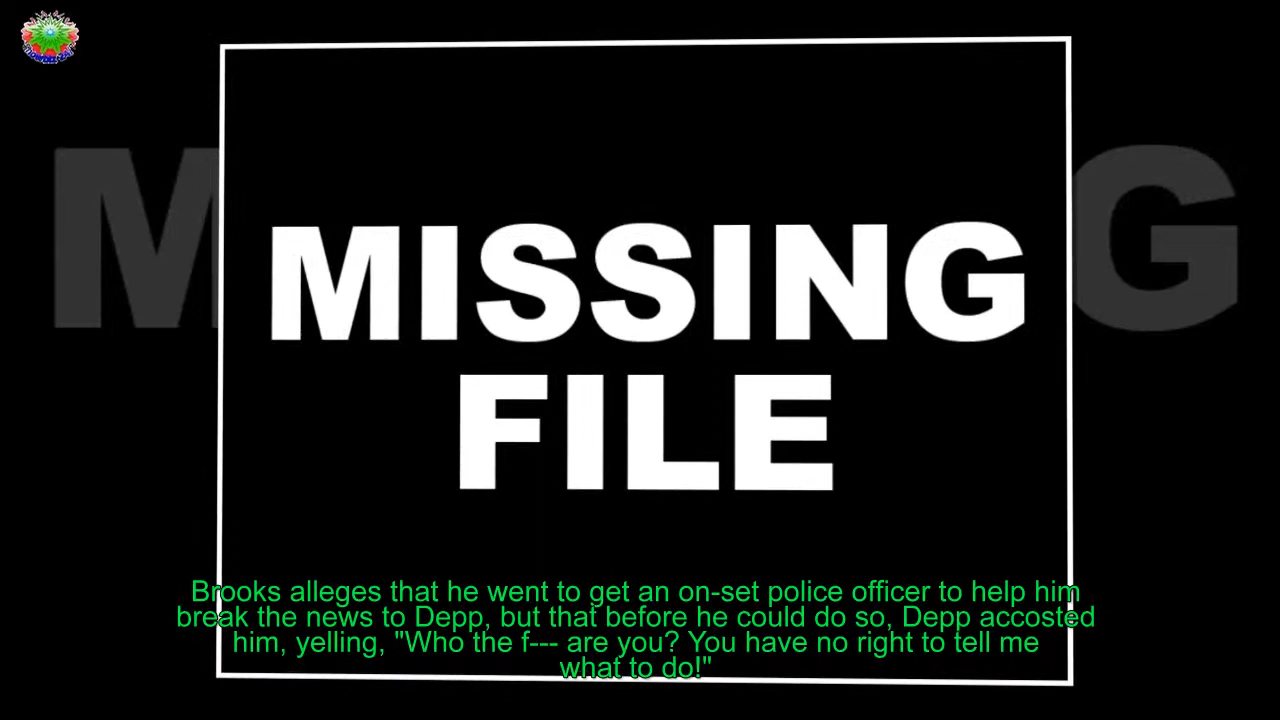 MISSING
FILE
Brooks alleges that he went to get an on-set police officer to help him
break the news to Depp, but that before he could do so, Depp accosted
him, yelling, "Who the f--- are you? You have no right to tell me
what to do!"